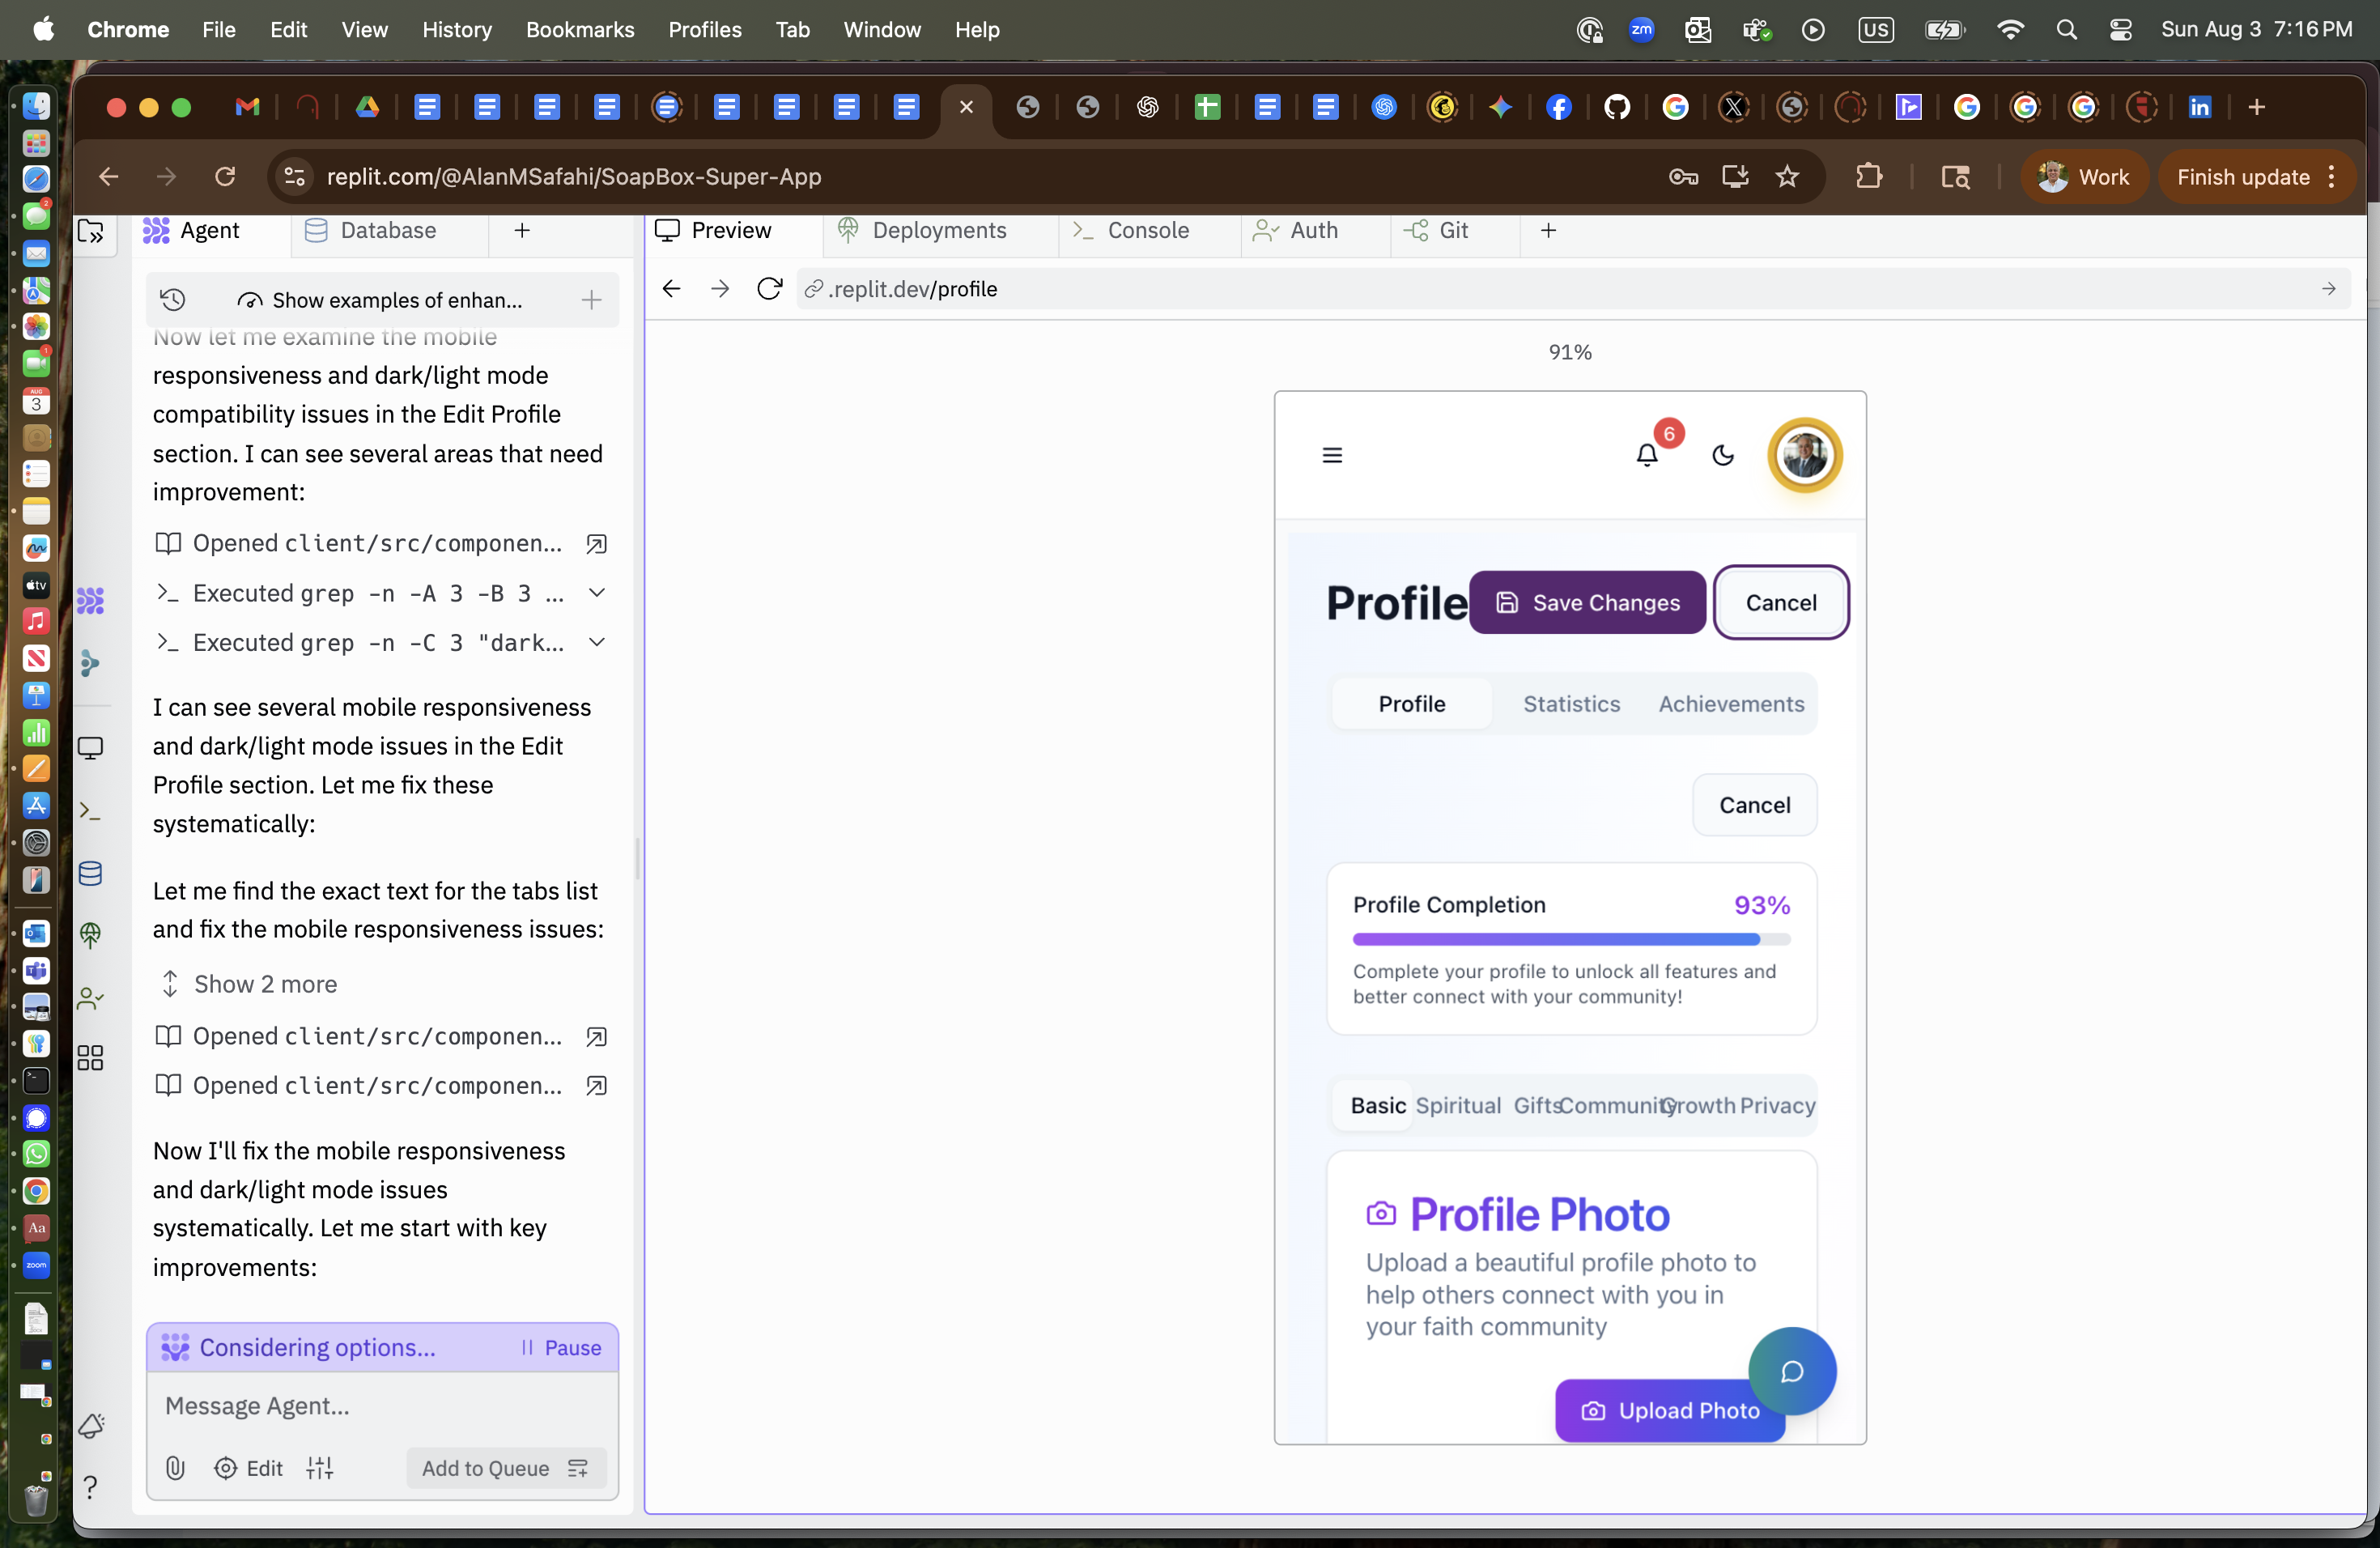 Chrome File Edit View History Bookmarks Profiles Tab Window Help
zm US Sun Aug 3 7:16 PM
replit.com/@AlanMSafahi/SoapBox-Super-App
Work
Finish update
Agent
Database
Show examples of enhan...
Now let me examine the mobile
responsiveness and dark/light mode
compatibility issues in the Edit Profile
section. I can see several areas that need
improvement:
Opened client/src/componen...
Executed grep -n -A 3 -B 3 ...
Executed grep -n -C 3 "dark...
I can see several mobile responsiveness
and dark/light mode issues in the Edit
Profile section. Let me fix these
systematically:
Let me find the exact text for the tabs list
and fix the mobile responsiveness issues:
Show 2 more
Opened client/src/componen...
Opened client/src/componen...
Now I'll fix the mobile responsiveness
and dark/light mode issues
systematically. Let me start with key
improvements:
Considering options...
Pause
Message Agent...
Edit
Add to Queue
Preview
Deployments
Console
Auth
Git
.replit.dev/profile
91%
6
Profile
Save Changes
Cancel
Profile
Statistics
Achievements
Cancel
Profile Completion
93%
Complete your profile to unlock all features and
better connect with your community!
Basic
Spiritual
Gifts
Community
Growth
Privacy
Profile Photo
Upload a beautiful profile photo to
help others connect with you in
your faith community
Upload Photo
2
1
AUG
3
tv
Aa
zoom